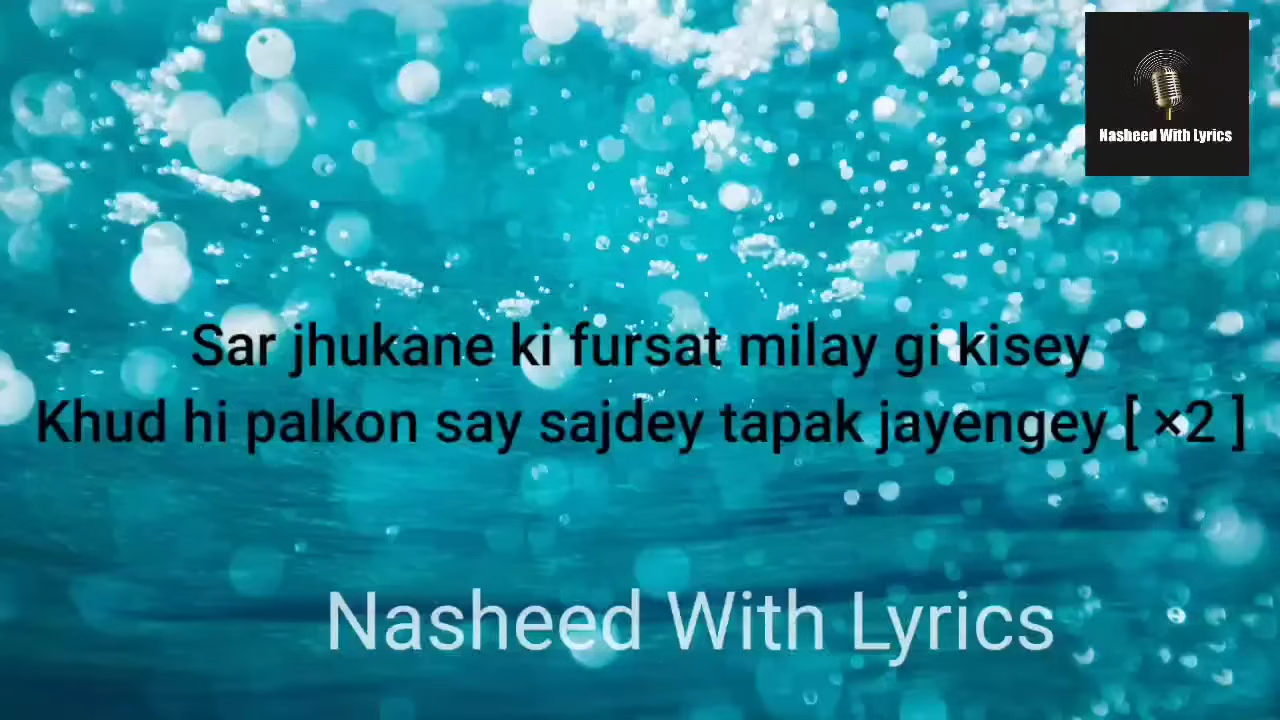 Nasheed With Lyrics
Sar jhukane ki fursat milay gi kisey
Khud hi palkon say sajdey tapak jayengey [ ×2 ]
Nasheed With Lyrics